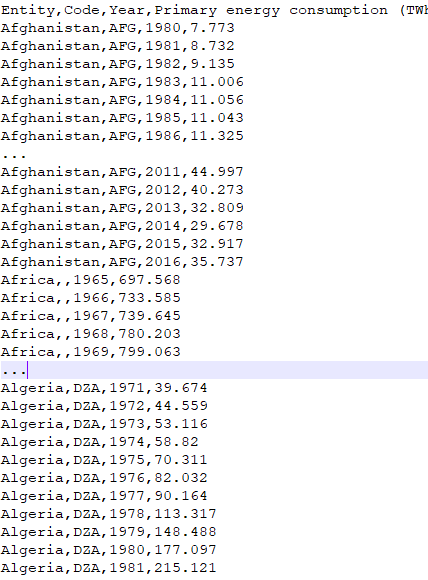 Entity,Code,Year,Primary energy consumption (TWh
Afghanistan,AFG,1980,7.773
Afghanistan,AFG,1981,8.732
Afghanistan,AFG,1982,9.135
Afghanistan,AFG,1983,11.006
Afghanistan,AFG,1984,11.056
Afghanistan,AFG,1985,11.043
Afghanistan,AFG,1986,11.325
...
Afghanistan,AFG,2011,44.997
Afghanistan,AFG,2012,40.273
Afghanistan,AFG,2013,32.809
Afghanistan,AFG,2014,29.678
Afghanistan,AFG,2015,32.917
Afghanistan,AFG,2016,35.737
Africa,,1965,697.568
Africa,,1966,733.585
Africa,,1967,739.645
Africa,,1968,780.203
Africa,,1969,799.063
...
Algeria,DZA,1971,39.674
Algeria,DZA,1972,44.559
Algeria,DZA,1973,53.116
Algeria,DZA,1974,58.82
Algeria,DZA,1975,70.311
Algeria,DZA,1976,82.032
Algeria,DZA,1977,90.164
Algeria,DZA,1978,113.317
Algeria,DZA,1979,148.488
Algeria,DZA,1980,177.097
Algeria,DZA,1981,215.121